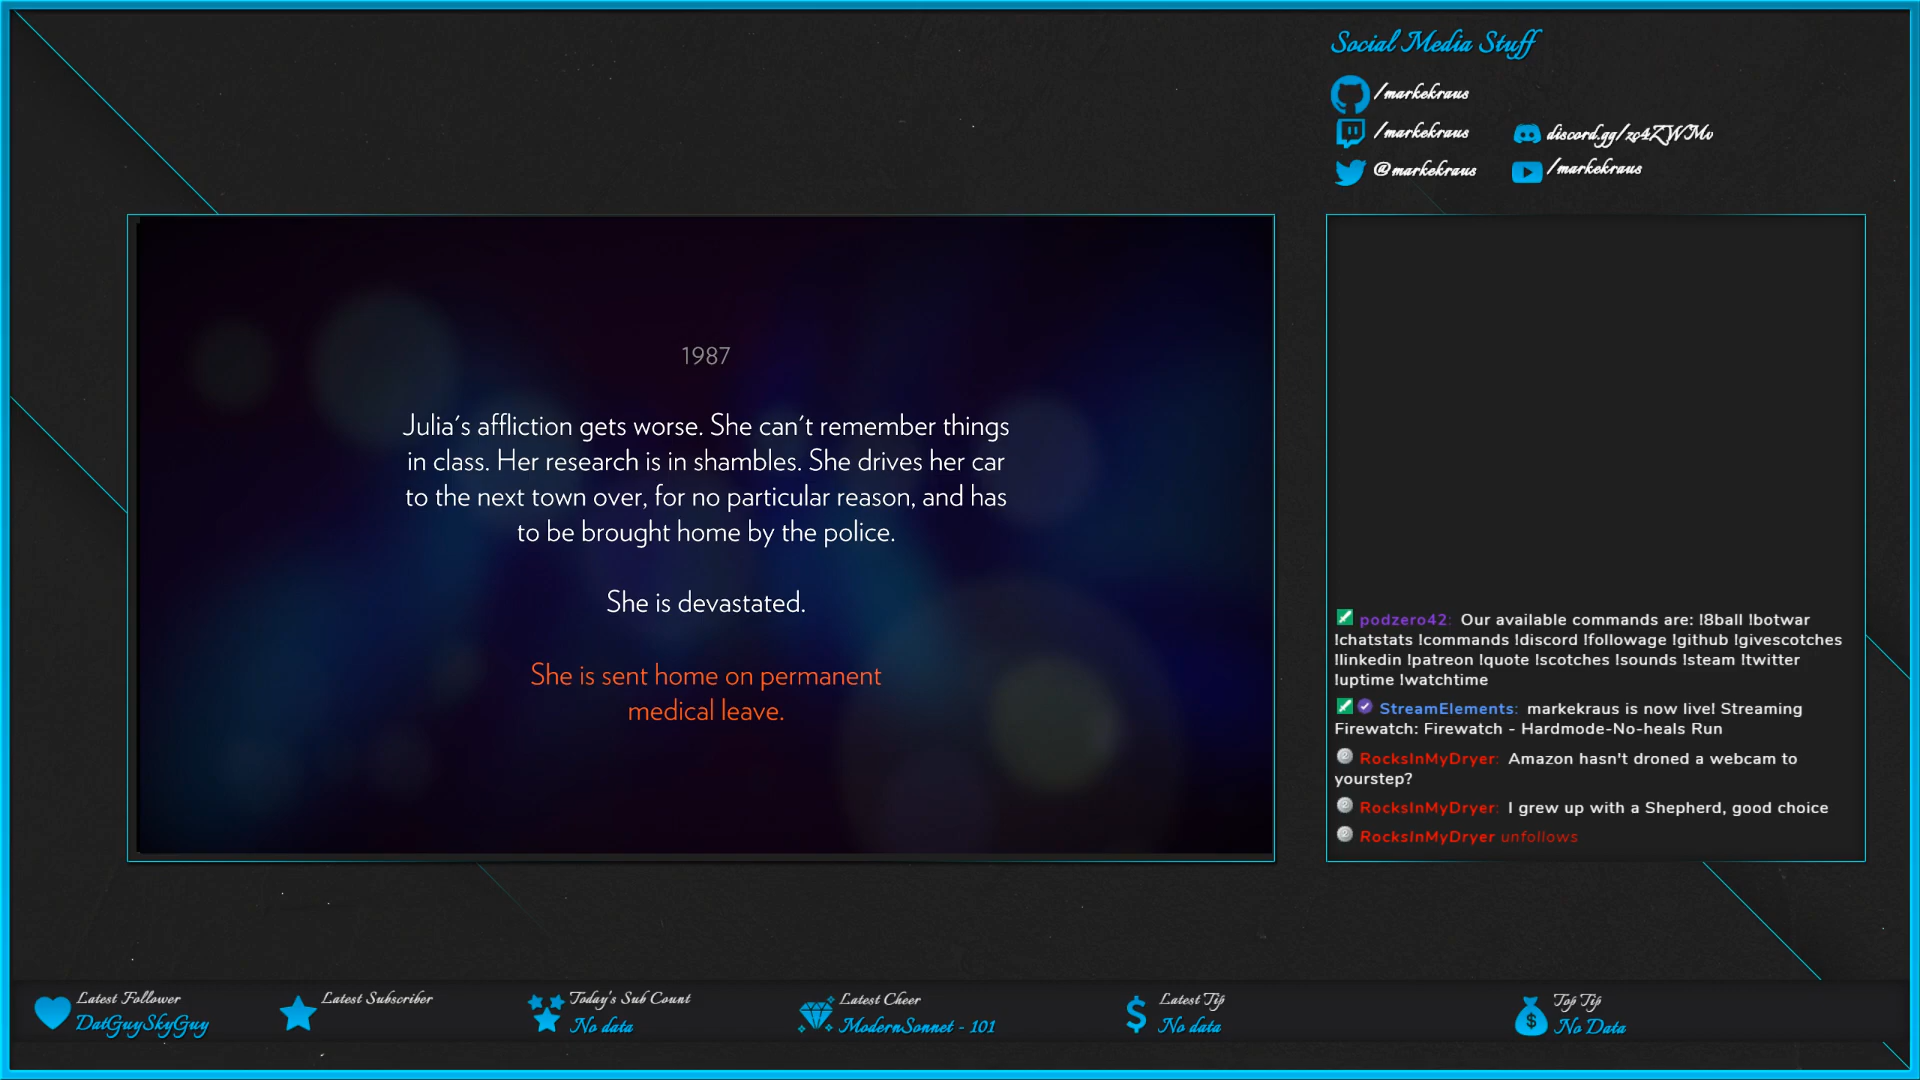 Social Media Stuff
/markekraus
/markekraus
discord.gg/zc4ZWMv
@markekraus
/markekraus
1987
Julia's affliction gets worse. She can't remember things
in class. Her research is in shambles. She drives her car
to the next town over, for no particular reason, and has
to be brought home by the police.
She is devastated.
She is sent home on permanent
medical leave.
podzero42: Our available commands are: !8ball !botwar
!chatstats !commands !discord !followage !github !givescotches
!linkedin !patreon !quote !scotches !sounds !steam !twitter
!uptime !watchtime
StreamElements: markekraus is now live! Streaming
Firewatch: Firewatch - Hardmode-No-heals Run
RocksInMyDryer: Amazon hasn't droned a webcam to
yourstep?
RocksInMyDryer: I grew up with a Shepherd, good choice
RocksInMyDryer unfollows
Latest Follower
DatGuySkyGuy
Latest Subscriber
Today's Sub Count
No data
Latest Cheer
ModernSonnet - 101
Latest Tip
No data
Top Tip
No Data